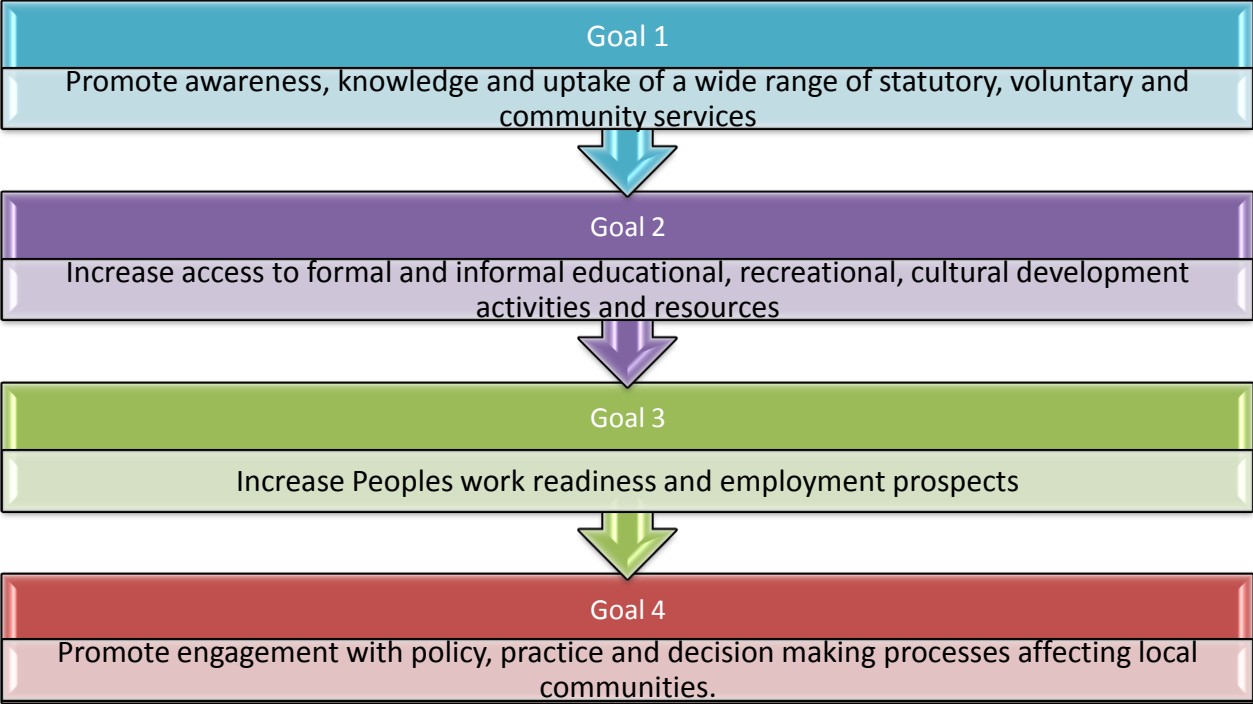 Goal 1
Promote awareness, knowledge and uptake of a wide range of statutory, voluntary and
community services
Goal 2
Increase access to formal and informal educational, recreational, cultural development
activities and resources
Goal 3
Increase Peoples work readiness and employment prospects
Goal 4
Promote engagement with policy, practice and decision making processes affecting local
communities.